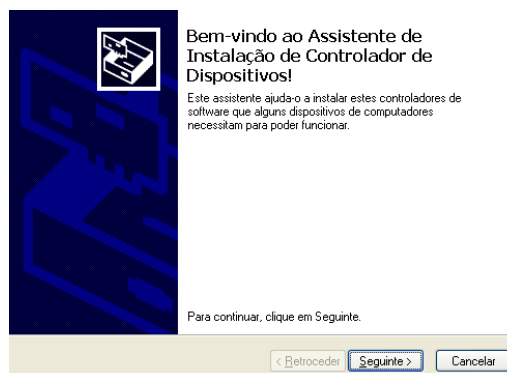 Bem-vindo ao Assistente de
Instalação de Controlador de
Dispositivos!
Este assistente ajuda-o a instalar estes controladores de
software que alguns dispositivos de computadores
necessitam para poder funcionar.
Para continuar, clique em Seguinte.
< Retroceder Seguinte > Cancelar